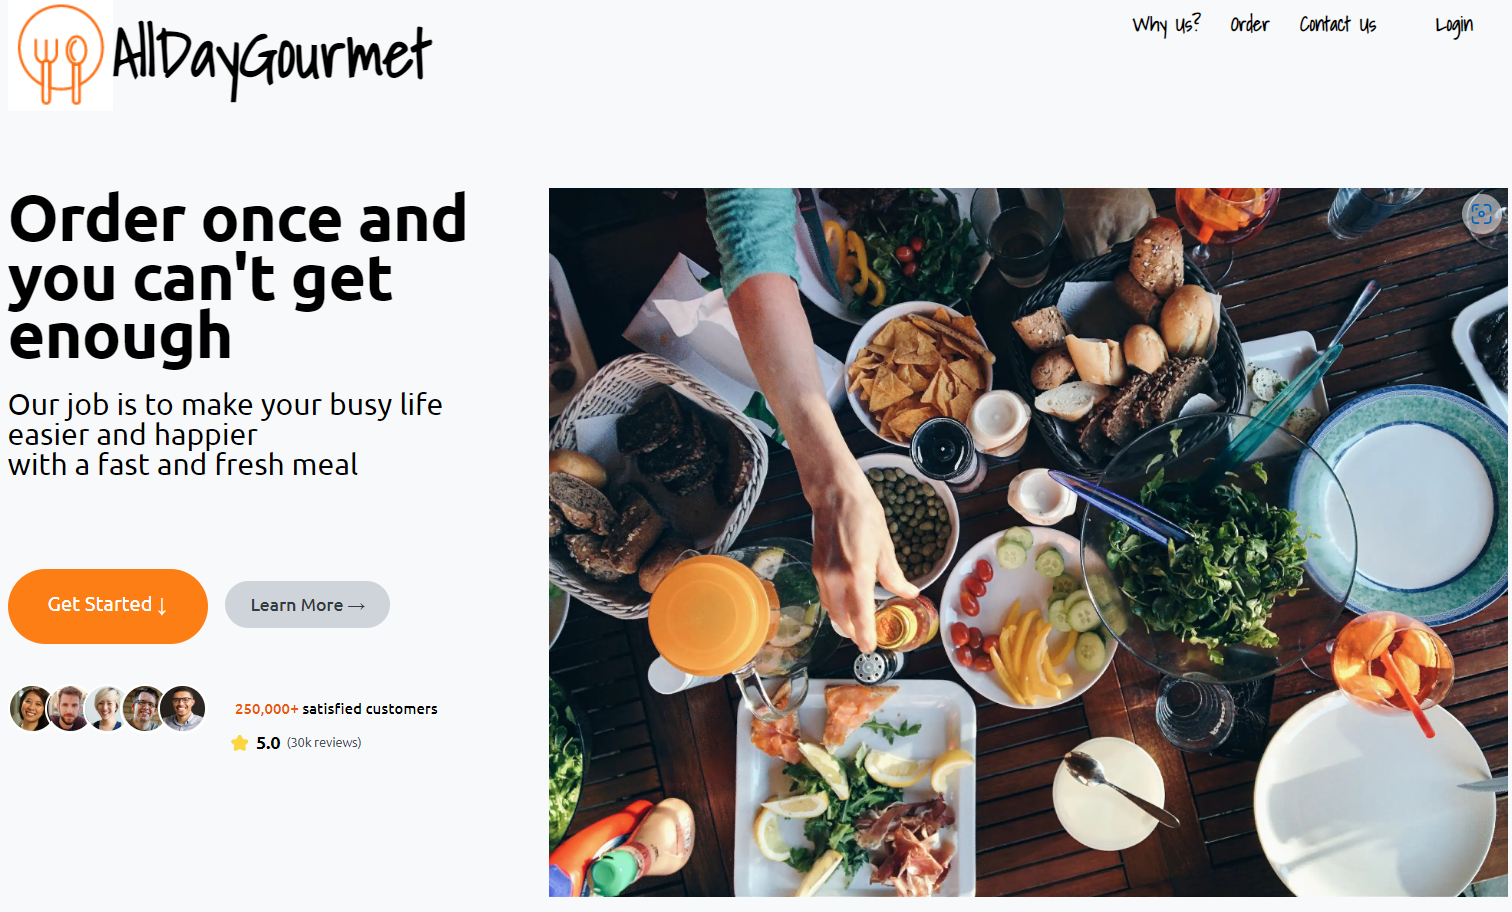 AllDayGourmet
Why Us? Order Contact Us Login
Order once and
you can't get
enough
Our job is to make your busy life
easier and happier
with a fast and fresh meal
Get Started ↓ Learn More →
250,000+ satisfied customers
5.0 (30k reviews)